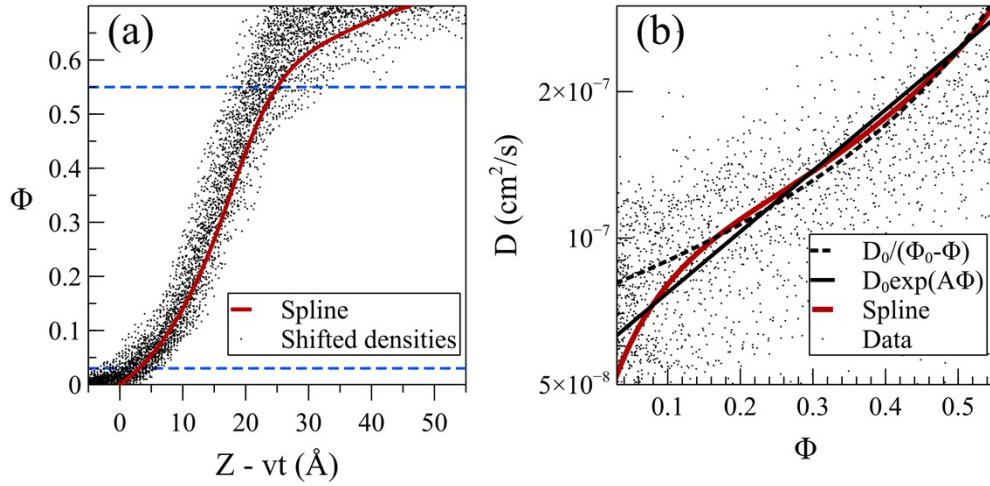 (a)
Φ
0.6
0.5
0.4
0.3
0.2
0.1
0
Spline
Shifted densities
0 10 20 30 40 50
Z - vt (Å)
(b)
D (cm²/s)
2×10⁻⁷
10⁻⁷
5×10⁻⁸
D₀/(Φ₀-Φ)
D₀exp(AΦ)
Spline
Data
0.1 0.2 0.3 0.4 0.5
Φ